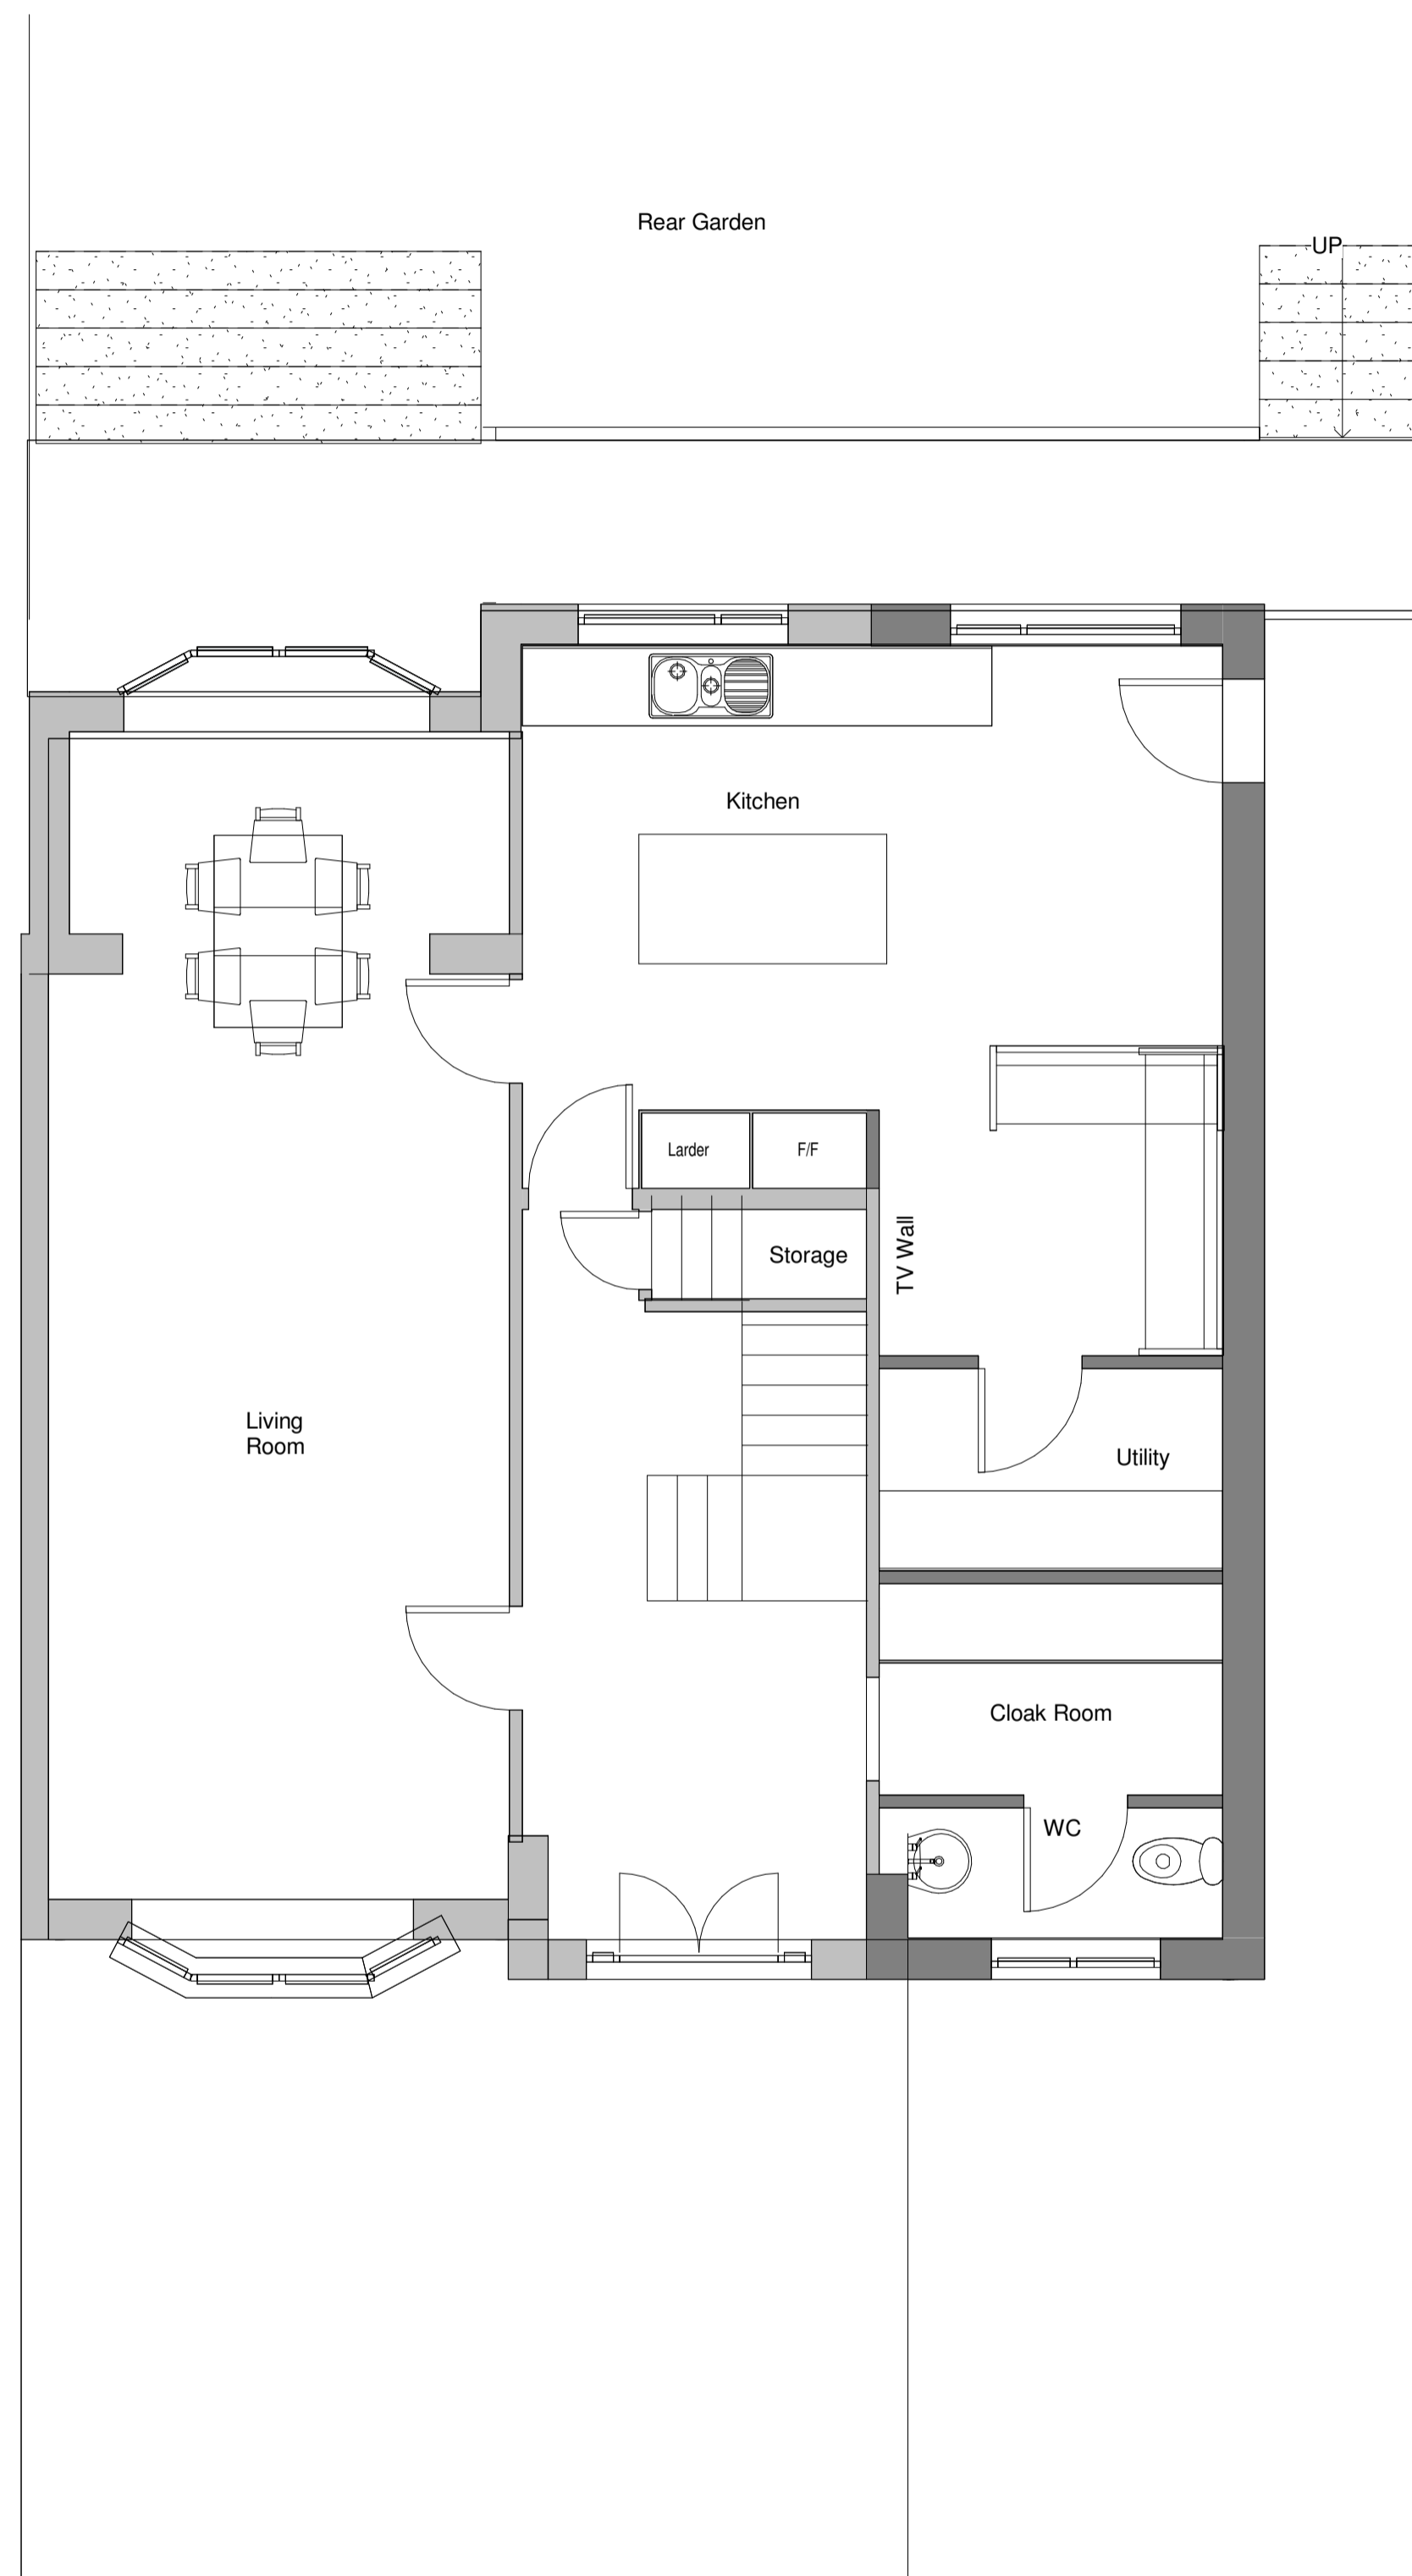 Rear Garden
UP
Kitchen
Larder
F/F
Storage
TV Wall
Living
Room
Utility
Cloak Room
WC